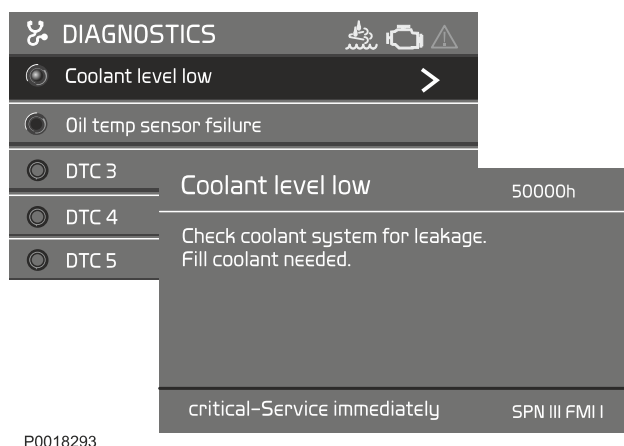 DIAGNOSTICS
Coolant level low
Oil temp sensor fsilure
DTC 3
DTC 4
DTC 5
Coolant level low 50000h
Check coolant system for leakage.
Fill coolant needed.
critical-Service immediately SPN III FMI I
P0018293